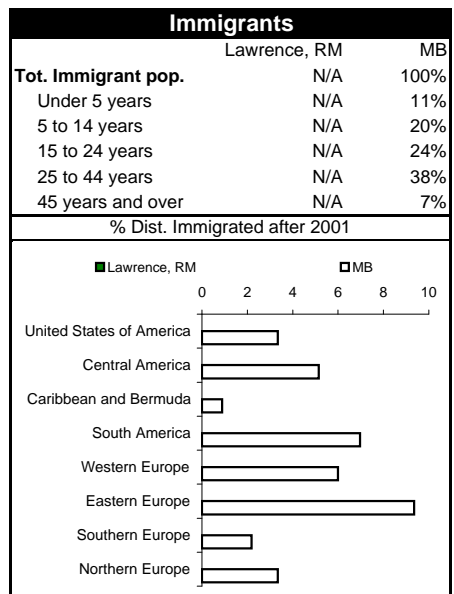 Immigrants
Lawrence, RM MB
Tot. Immigrant pop. N/A 100%
Under 5 years N/A 11%
5 to 14 years N/A 20%
15 to 24 years N/A 24%
25 to 44 years N/A 38%
45 years and over N/A 7%
% Dist. Immigrated after 2001
Lawrence, RM MB
0 2 4 6 8 10
United States of America
Central America
Caribbean and Bermuda
South America
Western Europe
Eastern Europe
Southern Europe
Northern Europe